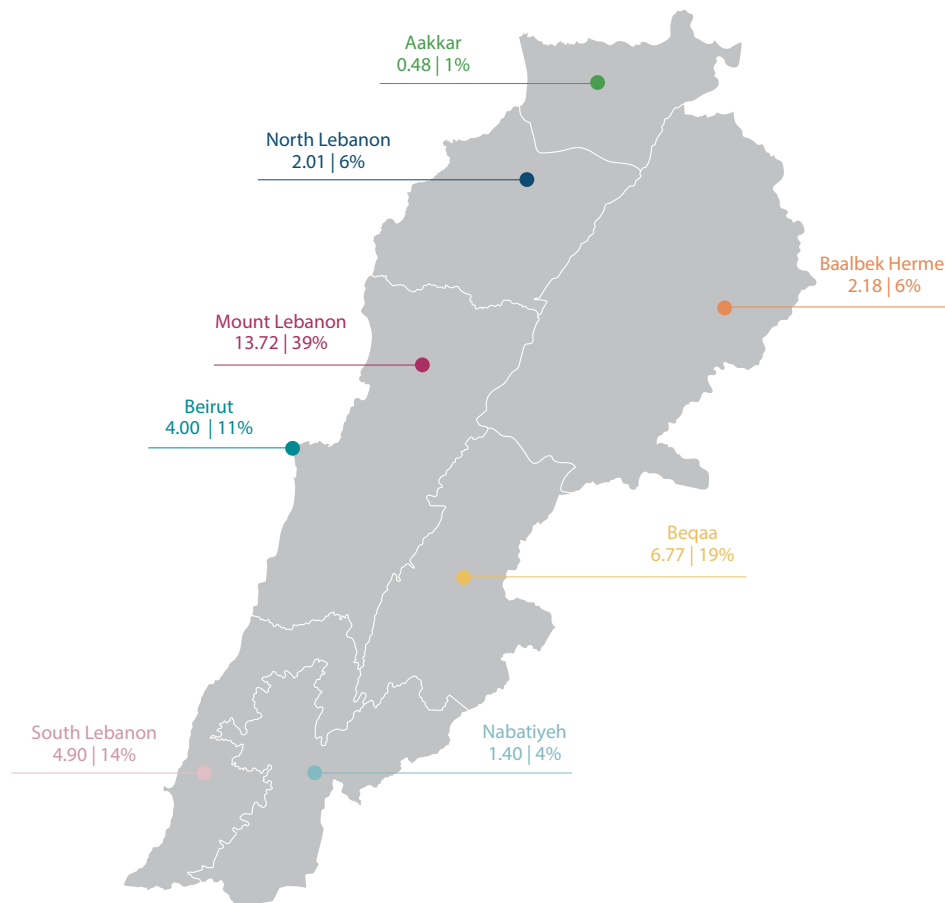 Aakkar
0.48 | 1%
North Lebanon
2.01 | 6%
Baalbek Herme
2.18 | 6%
Mount Lebanon
13.72 | 39%
Beirut
4.00 | 11%
Beqaa
6.77 | 19%
South Lebanon
4.90 | 14%
Nabatiyeh
1.40 | 4%